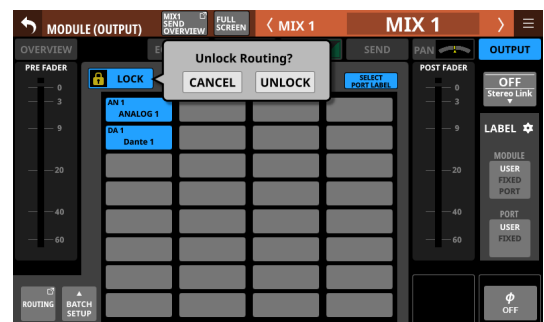 MODULE (OUTPUT)
MIX1
SEND
OVERVIEW
FULL
SCREEN
MIX 1
MIX 1
OVERVIEW
SEND
PAN
OUTPUT
PRE FADER
0
3
9
20
40
60
LOCK
Unlock Routing?
CANCEL
UNLOCK
SELECT
PORT LABEL
AN 1
ANALOG 1
DA 1
Dante 1
POST FADER
0
3
9
20
40
60
OFF
Stereo Link
LABEL
MODULE
USER
FIXED
PORT
PORT
USER
FIXED
ROUTING
BATCH
SETUP
Φ
OFF